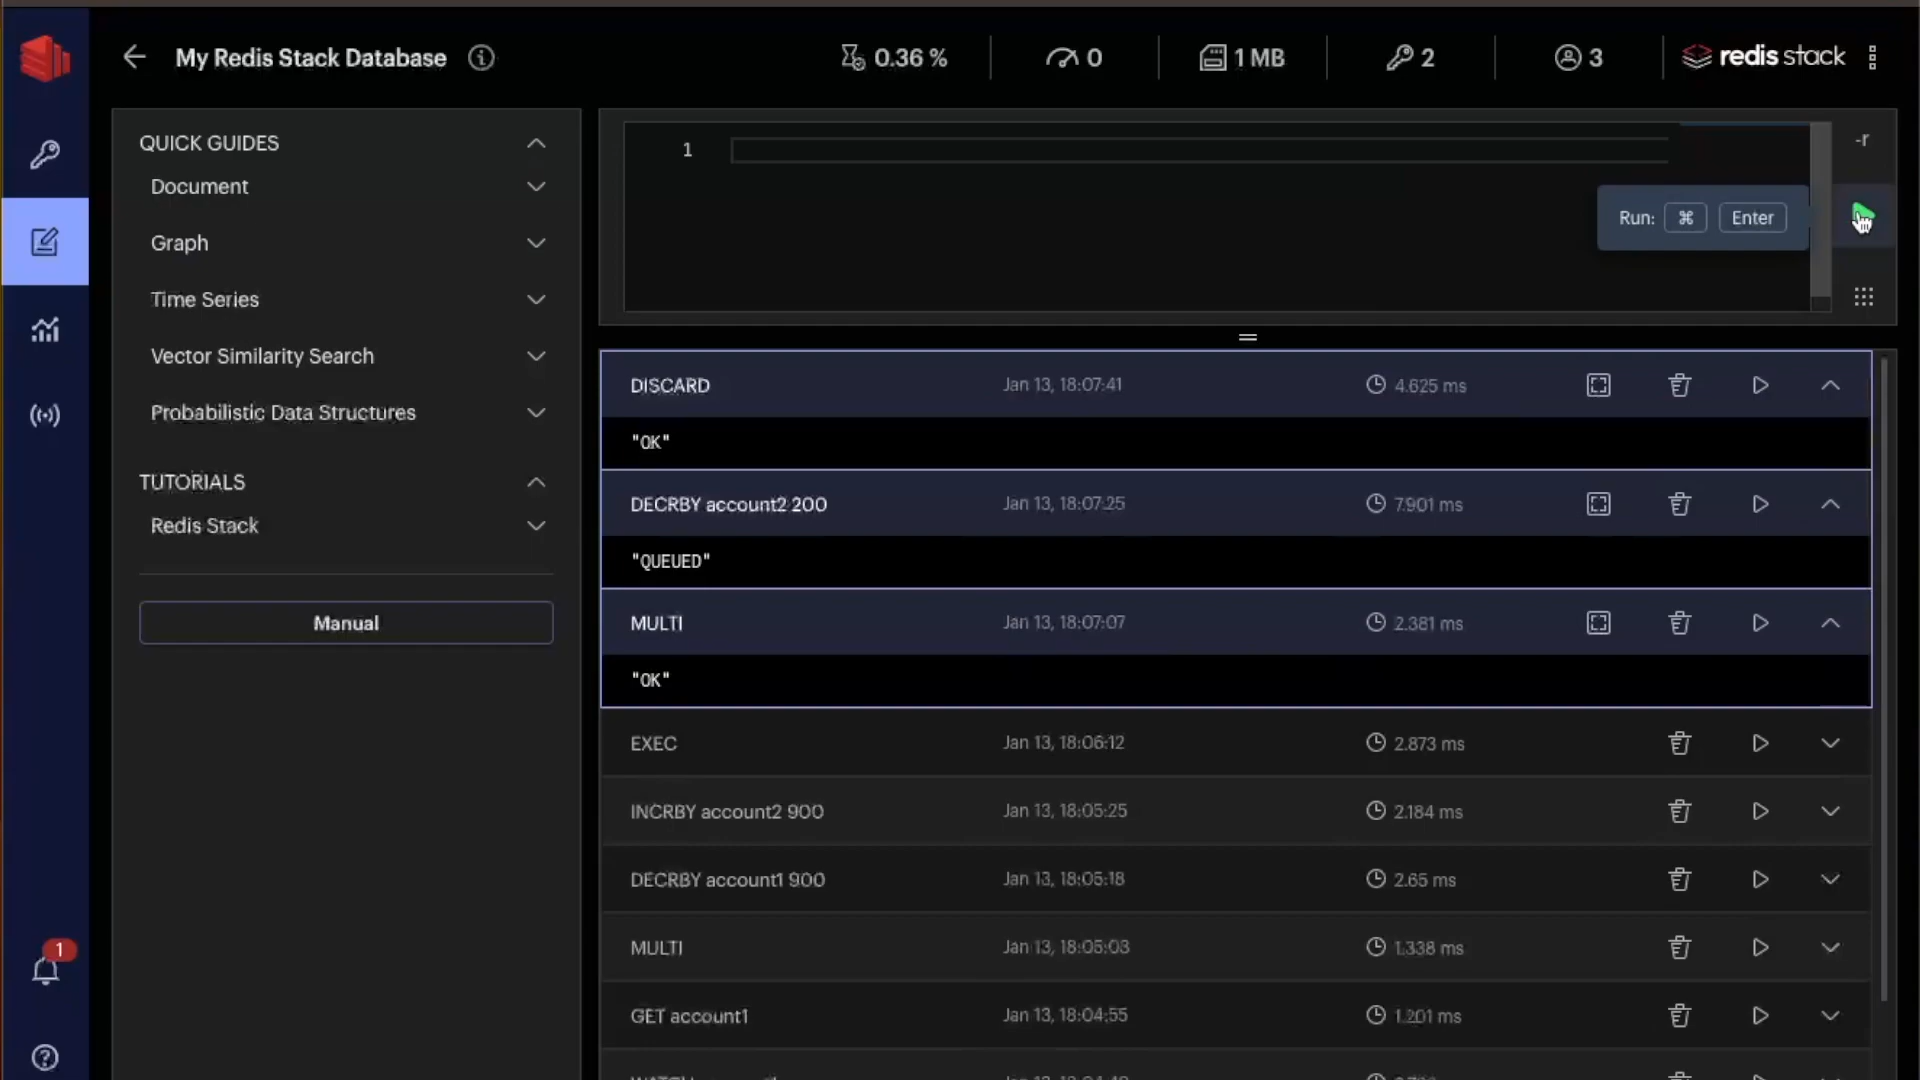 My Redis Stack Database
0.36 %
0
1 MB
2
3
redis stack
QUICK GUIDES
Document
Graph
Time Series
Vector Similarity Search
Probabilistic Data Structures
TUTORIALS
Redis Stack
Manual
1
-r
Run: ⌘ Enter
DISCARD Jan 13, 18:07:41 4.625 ms
"OK"
DECRBY account2 200 Jan 13, 18:07:25 7.901 ms
"QUEUED"
MULTI Jan 13, 18:07:07 2.381 ms
"OK"
EXEC Jan 13, 18:06:12 2.873 ms
INCRBY account2 900 Jan 13, 18:05:25 2.184 ms
DECRBY account1 900 Jan 13, 18:05:18 2.65 ms
MULTI Jan 13, 18:05:03 1.338 ms
GET account1 Jan 13, 18:04:55 1.201 ms
1